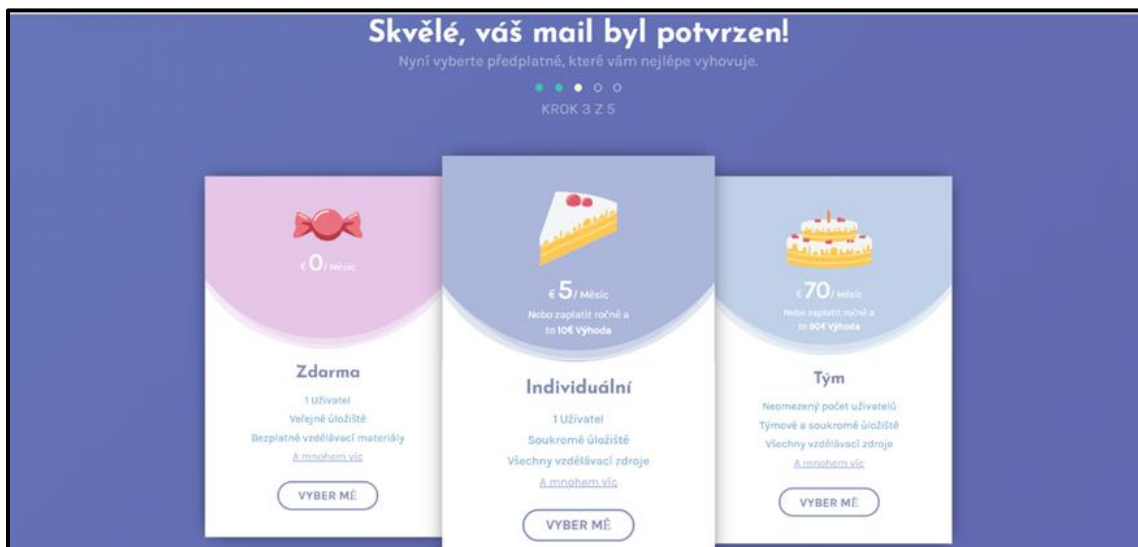 Skvělé, váš mail byl potvrzen!
Nyní vyberte předplatné, které vám nejlépe vyhovuje.
KROK 3 Z 5
€ 0/ Měsíc
Zdarma
1 Uživatel
Veřejné úložiště
Bezplatné vzdělávací materiály
A mnohem víc
VYBER MĚ
€ 5/ Měsíc
Nebo zaplatit ročně a
to 10€ Výhoda
Individuální
1 Uživatel
Soukromé úložiště
Všechny vzdělávací zdroje
A mnohem víc
VYBER MĚ
€ 70/ Měsíc
Nebo zaplatit ročně a
to 90€ Výhoda
Tým
Neomezený počet uživatelů
Týmové a soukromé úložiště
Všechny vzdělávací zdroje
A mnohem víc
VYBER MĚ